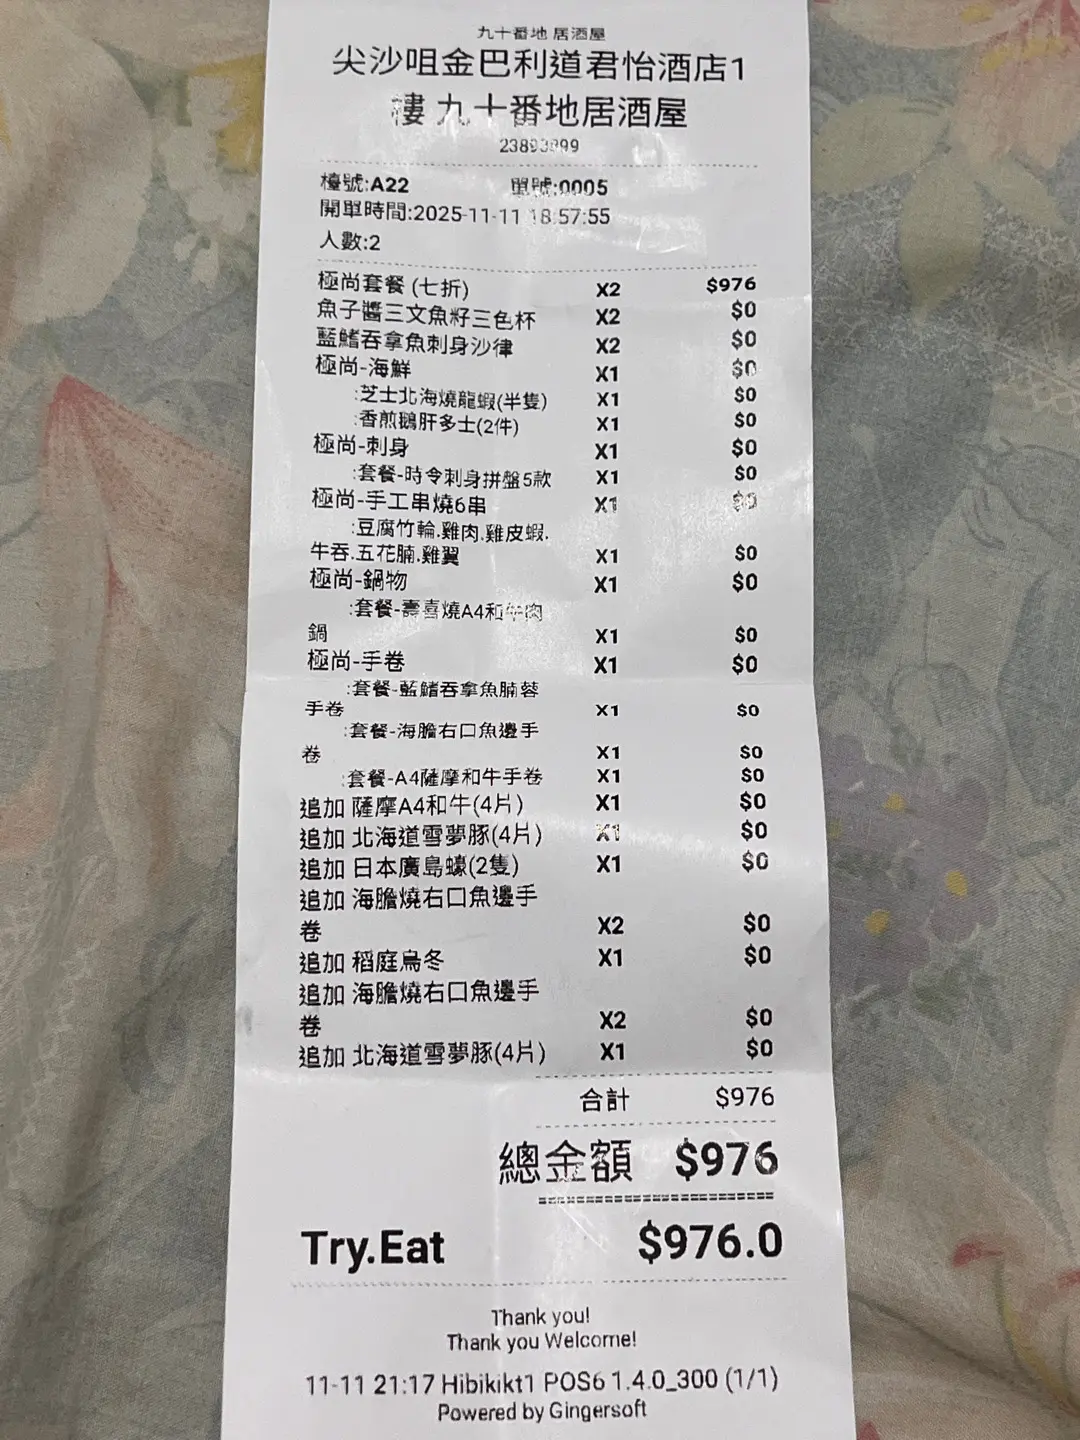 九十番地 居酒屋
尖沙咀金巴利道君怡酒店1
樓 九十番地居酒屋
檯號:A22 單號:0005
開單時間:2025-11-11 18:57:55
人數:2
極尚套餐 (七折) X2 $976
魚子醬三文魚籽三色杯 X2 $0
藍鰭吞拿魚刺身沙律 X2 $0
極尚-海鮮 X1 $0
:芝士北海燒龍蝦(半隻) X1 $0
:香煎鵝肝多士(2件) X1 $0
極尚-刺身 X1 $0
:套餐-時令刺身拼盤5款 X1 $0
極尚-手工串燒6串 X1 $0
:豆腐竹輪.雞肉.雞皮蝦.
牛吞.五花腩.雞翼 X1 $0
極尚-鍋物 X1 $0
:套餐-壽喜燒A4和牛肉
鍋 X1 $0
極尚-手卷 X1 $0
:套餐-藍鰭吞拿魚腩蓉
手卷 X1 $0
:套餐-海膽右口魚邊手
卷 X1 $0
:套餐-A4薩摩和牛手卷 X1 $0
追加 薩摩A4和牛(4片) X1 $0
追加 北海道雪夢豚(4片) X1 $0
追加 日本廣島蠔(2隻) X1 $0
追加 海膽燒右口魚邊手
卷 X2 $0
追加 稻庭烏冬 X1 $0
追加 海膽燒右口魚邊手
卷 X2 $0
追加 北海道雪夢豚(4片) X1 $0
合計 $976
總金額 $976
Try.Eat $976.0
Thank you!
Thank you Welcome!
11-11 21:17 Hibikikt1 POS6 1.4.0_300 (1/1)
Powered by Gingersoft